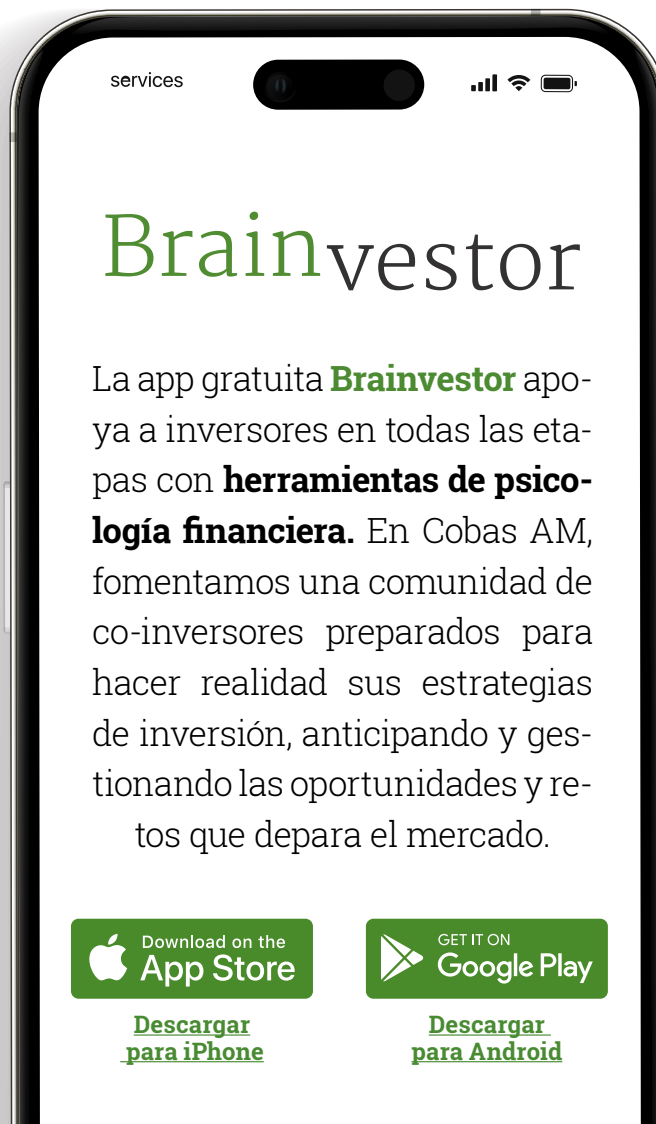 services
Brainvestor
La app gratuita Brainvestor apo-
ya a inversores en todas las eta-
pas con herramientas de psico-
logía financiera. En Cobas AM,
fomentamos una comunidad de
co-inversores preparados para
hacer realidad sus estrategias
de inversión, anticipando y ges-
tionando las oportunidades y re-
tos que depara el mercado.
Download on the
App Store
GET IT ON
Google Play
Descargar
para iPhone
Descargar
para Android